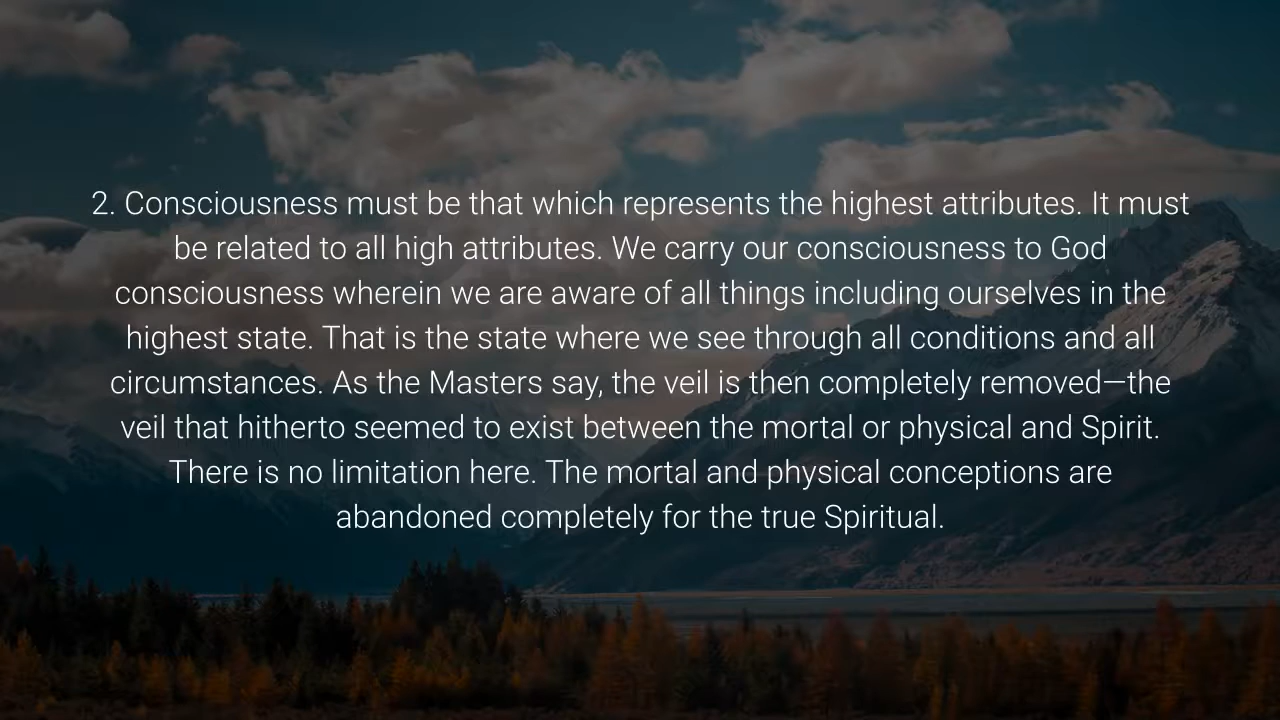 2. Consciousness must be that which represents the highest attributes. It must
be related to all high attributes. We carry our consciousness to God
consciousness wherein we are aware of all things including ourselves in the
highest state. That is the state where we see through all conditions and all
circumstances. As the Masters say, the veil is then completely removed—the
veil that hitherto seemed to exist between the mortal or physical and Spirit.
There is no limitation here. The mortal and physical conceptions are
abandoned completely for the true Spiritual.